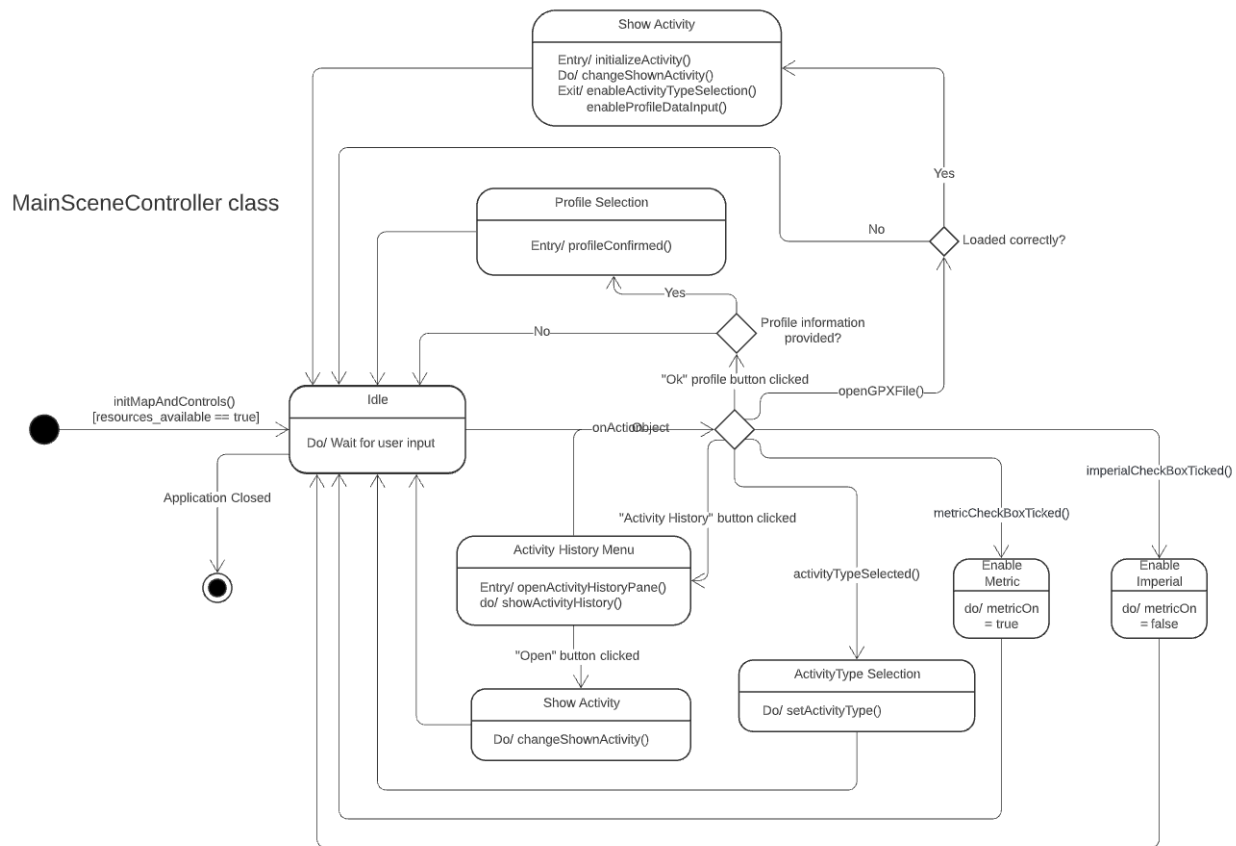 Show Activity
Entry/ initializeActivity()
Do/ changeShownActivity()
Exit/ enableActivityTypeSelection()
enableProfileDataInput()
Yes
MainSceneController class
Profile Selection
Entry/ profileConfirmed()
No
Loaded correctly?
Yes
Profile information
provided?
No
"Ok" profile button clicked
openGPXFile()
initMapAndControls()
[resources_available == true]
Idle
Do/ Wait for user input
onAction
Object
imperialCheckBoxTicked()
Application Closed
"Activity History" button clicked
metricCheckBoxTicked()
Activity History Menu
Entry/ openActivityHistoryPane()
do/ showActivityHistory()
activityTypeSelected()
Enable
Metric
do/ metricOn
= true
Enable
Imperial
do/ metricOn
= false
"Open" button clicked
Show Activity
Do/ changeShownActivity()
ActivityType Selection
Do/ setActivityType()